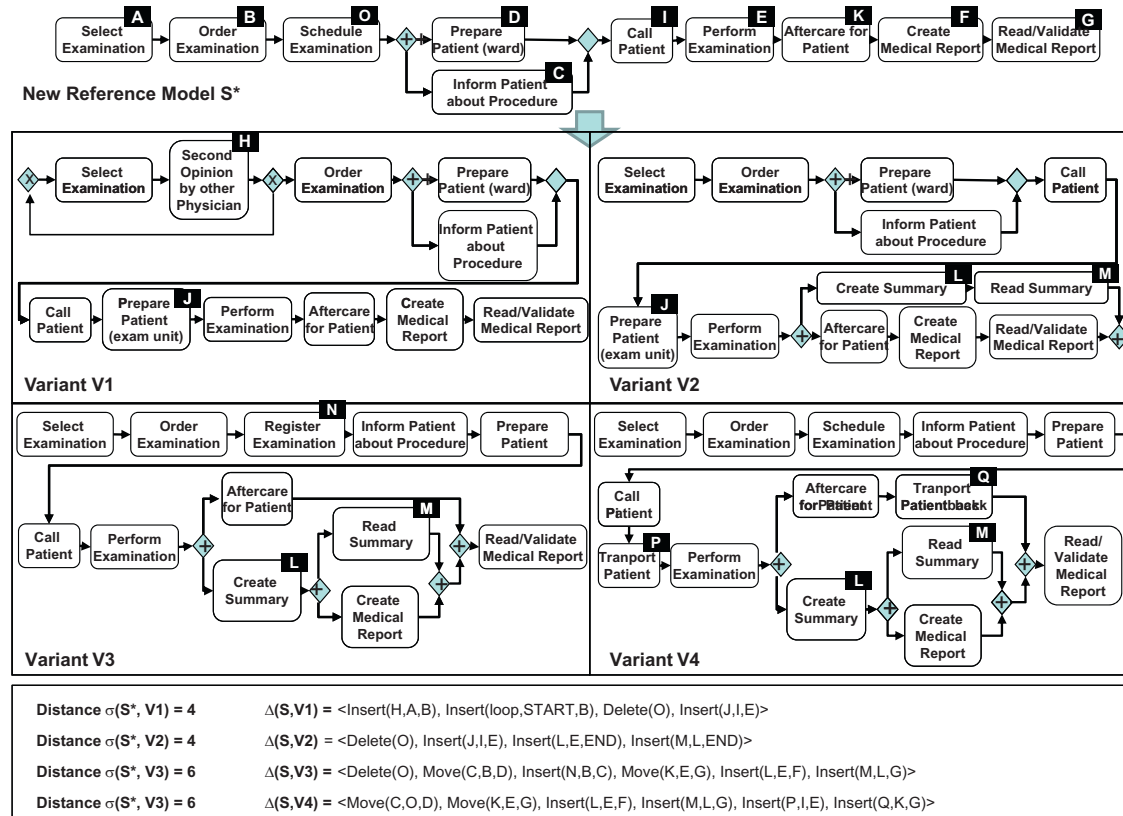 A
Select
Examination
B
Order
Examination
O
Schedule
Examination
+
D
Prepare
Patient (ward)
C
Inform Patient
about Procedure
I
Call
Patient
E
Perform
Examination
K
Aftercare for
Patient
F
Create
Medical Report
G
Read/Validate
Medical Report
New Reference Model S*
X
Select
Examination
H
Second
Opinion
by other
Physician
X
Order
Examination
+
Prepare
Patient (ward)
Inform Patient
about
Procedure
Call
Patient
J
Prepare
Patient
(exam unit)
Perform
Examination
Aftercare
for Patient
Create
Medical
Report
Read/Validate
Medical Report
Variant V1
Select
Examination
Order
Examination
+
Prepare
Patient (ward)
Inform Patient
about Procedure
Call
Patient
J
Prepare
Patient
(exam unit)
Perform
Examination
+
L
Create Summary
M
Read Summary
Aftercare
for Patient
Create
Medical
Report
Read/Validate
Medical Report
+
Variant V2
Select
Examination
Order
Examination
N
Register
Examination
Inform Patient
about Procedure
Prepare
Patient
Call
Patient
Perform
Examination
+
Aftercare
for Patient
L
Create
Summary
+
M
Read
Summary
Create
Medical
Report
+
+
Read/Validate
Medical Report
Variant V3
Select
Examination
Order
Examination
Schedule
Examination
Inform Patient
about Procedure
Prepare
Patient
Call
Patient
P
Tranport
Patient
Perform
Examination
+
Aftercare
for Patient
Q
Tranport
Patient back
L
Create
Summary
+
M
Read
Summary
Create
Medical
Report
+
+
Read/
Validate
Medical
Report
Variant V4
Distance σ(S*, V1) = 4 Δ(S,V1) = <Insert(H,A,B), Insert(loop,START,B), Delete(O), Insert(J,I,E)>
Distance σ(S*, V2) = 4 Δ(S,V2) = <Delete(O), Insert(J,I,E), Insert(L,E,END), Insert(M,L,END)>
Distance σ(S*, V3) = 6 Δ(S,V3) = <Delete(O), Move(C,B,D), Insert(N,B,C), Move(K,E,G), Insert(L,E,F), Insert(M,L,G)>
Distance σ(S*, V3) = 6 Δ(S,V4) = <Move(C,O,D), Move(K,E,G), Insert(L,E,F), Insert(M,L,G), Insert(P,I,E), Insert(Q,K,G)>